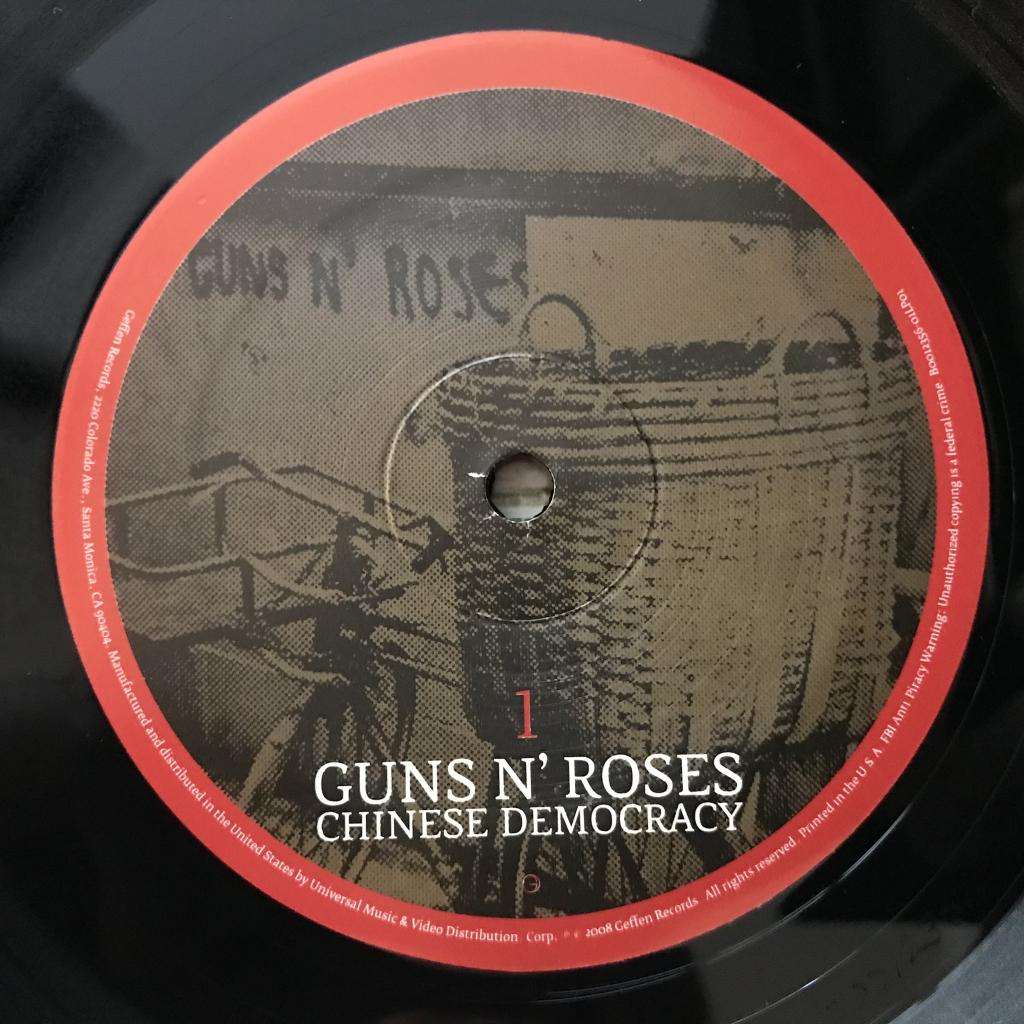 GUNS N' ROSES
1
GUNS N' ROSES
CHINESE DEMOCRACY
Geffen Records, 2220 Colorado Ave., Santa Monica, CA 90404. Manufactured and distributed in the United States by Universal Music & Video Distribution Corp. ℗ © 2008 Geffen Records All rights reserved Printed in the U S A FBI Anti Piracy Warning: Unauthorized copying is a federal crime B0012356-01LP01